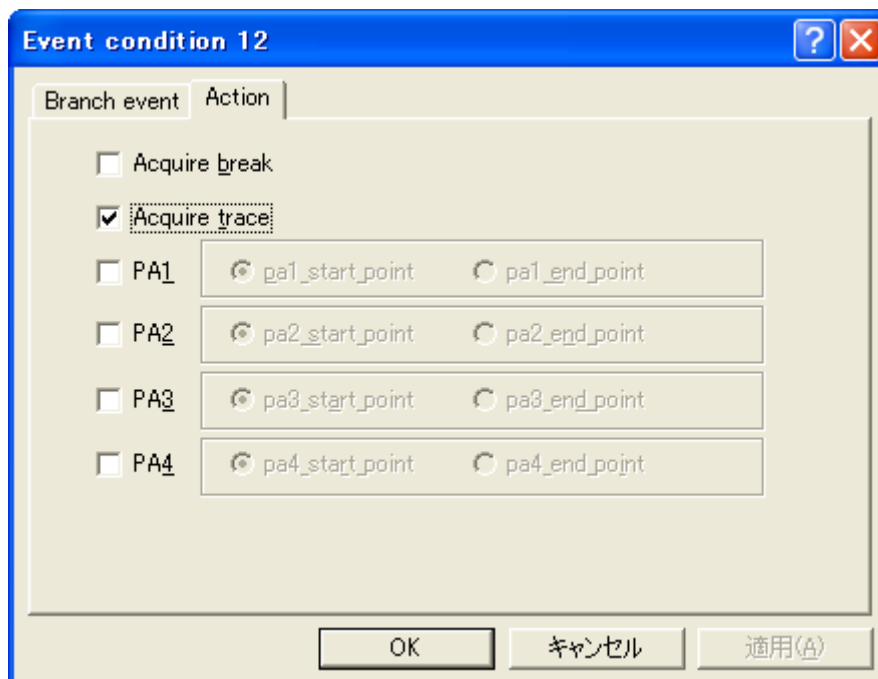 Event condition 12
Branch event Action
Acquire break
Acquire trace
PA1 pa1_start_point pa1_end_point
PA2 pa2_start_point pa2_end_point
PA3 pa3_start_point pa3_end_point
PA4 pa4_start_point pa4_end_point
OK キャンセル 適用(A)